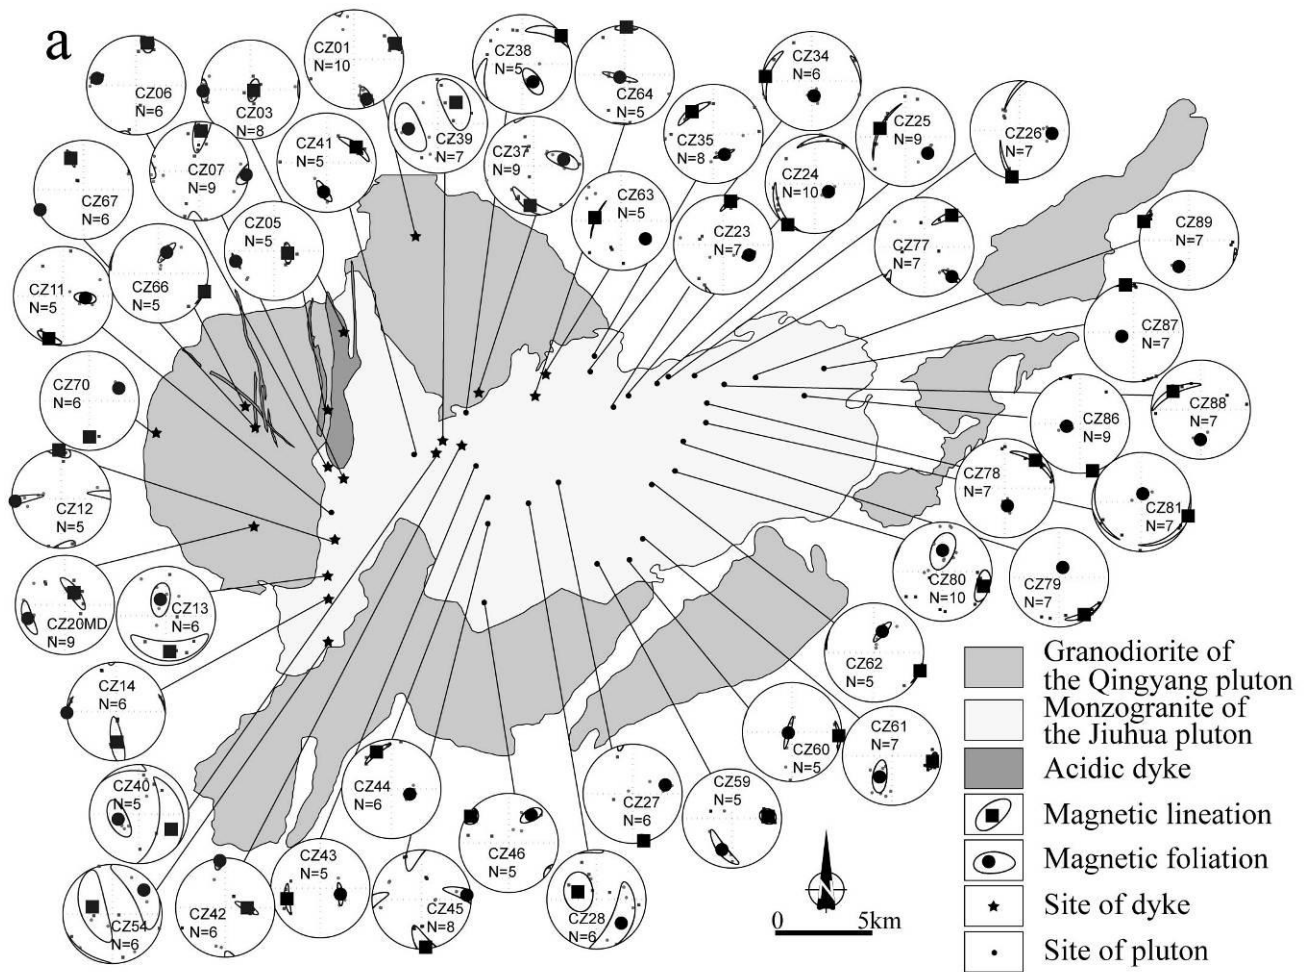 a
CZ06
N=6
CZ03
N=8
CZ01
N=10
CZ38
N=5
CZ64
N=5
CZ34
N=6
CZ39
N=7
CZ35
N=8
CZ25
N=9
CZ26
N=7
CZ07
N=9
CZ41
N=5
CZ37
N=9
CZ24
N=10
CZ67
N=6
CZ63
N=5
CZ05
N=5
CZ23
N=7
CZ77
N=7
CZ89
N=7
CZ11
N=5
CZ66
N=5
CZ87
N=7
CZ70
N=6
CZ86
N=9
CZ88
N=7
CZ12
N=5
CZ78
N=7
CZ81
N=7
CZ20MD
N=9
CZ13
N=6
CZ80
N=10
CZ79
N=7
CZ14
N=6
CZ62
N=5
CZ60
N=5
CZ61
N=7
CZ40
N=5
CZ44
N=6
CZ27
N=6
CZ59
N=5
CZ54
N=6
CZ42
N=6
CZ43
N=5
CZ45
N=8
CZ46
N=5
CZ28
N=6
N
0 5km
Granodiorite of
the Qingyang pluton
Monzogranite of
the Jiuhua pluton
Acidic dyke
Magnetic lineation
Magnetic foliation
Site of dyke
Site of pluton